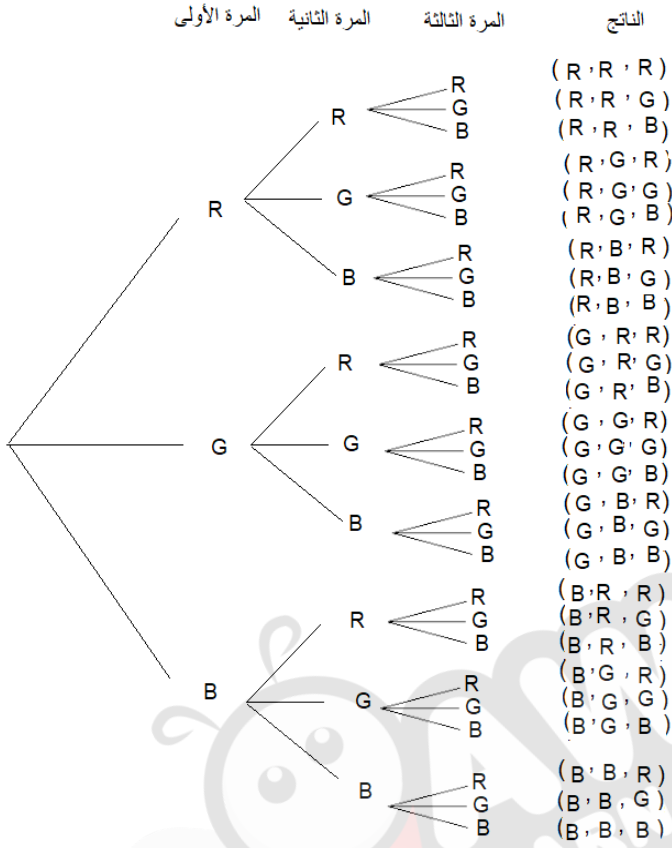 المرة الأولى المرة الثانية المرة الثالثة الناتج
(R , R , R)
R
(R , R , G)
R G
B (R , R , B)
R (R , G , R)
R G G (R , G , G)
B (R , G , B)
R (R , B , R)
B G (R , B , G)
B (R , B , B)
R (G , R , R)
R G (G , R , G)
B (G , R , B)
R (G , G , R)
G G G (G , G , G)
B (G , G , B)
R (G , B , R)
B G (G , B , G)
B (G , B , B)
R (B , R , R)
R G (B , R , G)
B (B , R , B)
R (B , G , R)
B G G (B , G , G)
B (B , G , B)
R (B , B , R)
B G (B , B , G)
B (B , B , B)